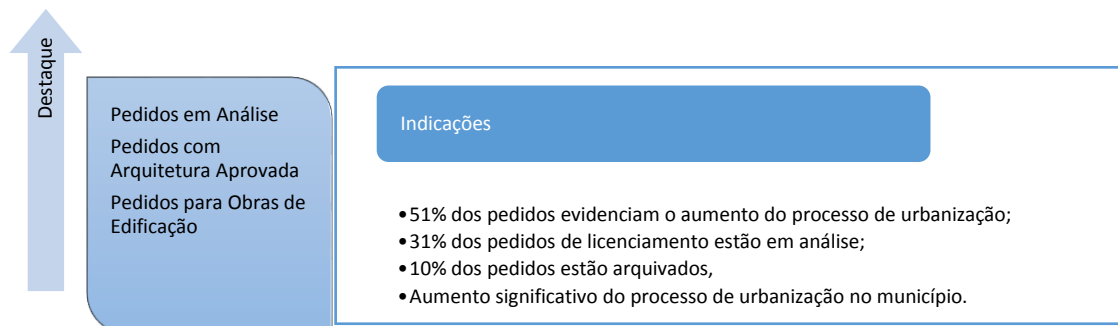 Destaque
Pedidos em Análise
Pedidos com
Arquitetura Aprovada
Pedidos para Obras de
Edificação
Indicações
•51% dos pedidos evidenciam o aumento do processo de urbanização;
•31% dos pedidos de licenciamento estão em análise;
•10% dos pedidos estão arquivados,
•Aumento significativo do processo de urbanização no município.